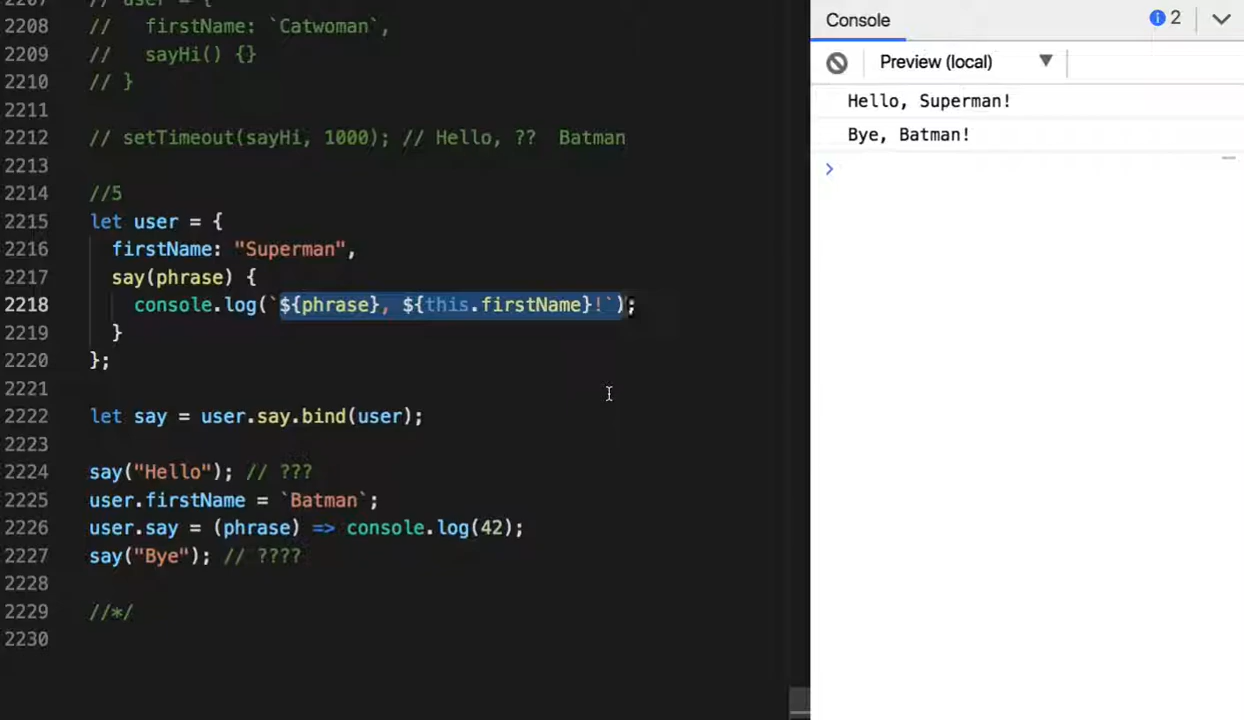 2207 // user = {
2208 //   firstName: `Catwoman`,
2209 //   sayHi() {}
2210 // }
2211
2212 // setTimeout(sayHi, 1000); // Hello, ??  Batman
2213
2214 //5
2215 let user = {
2216   firstName: "Superman",
2217   say(phrase) {
2218     console.log(`${phrase}, ${this.firstName}!`);
2219   }
2220 };
2221
2222 let say = user.say.bind(user);
2223
2224 say("Hello"); // ???
2225 user.firstName = `Batman`;
2226 user.say = (phrase) => console.log(42);
2227 say("Bye"); // ????
2228
2229 //*/
2230
Console
2
Preview (local)
Hello, Superman!
Bye, Batman!